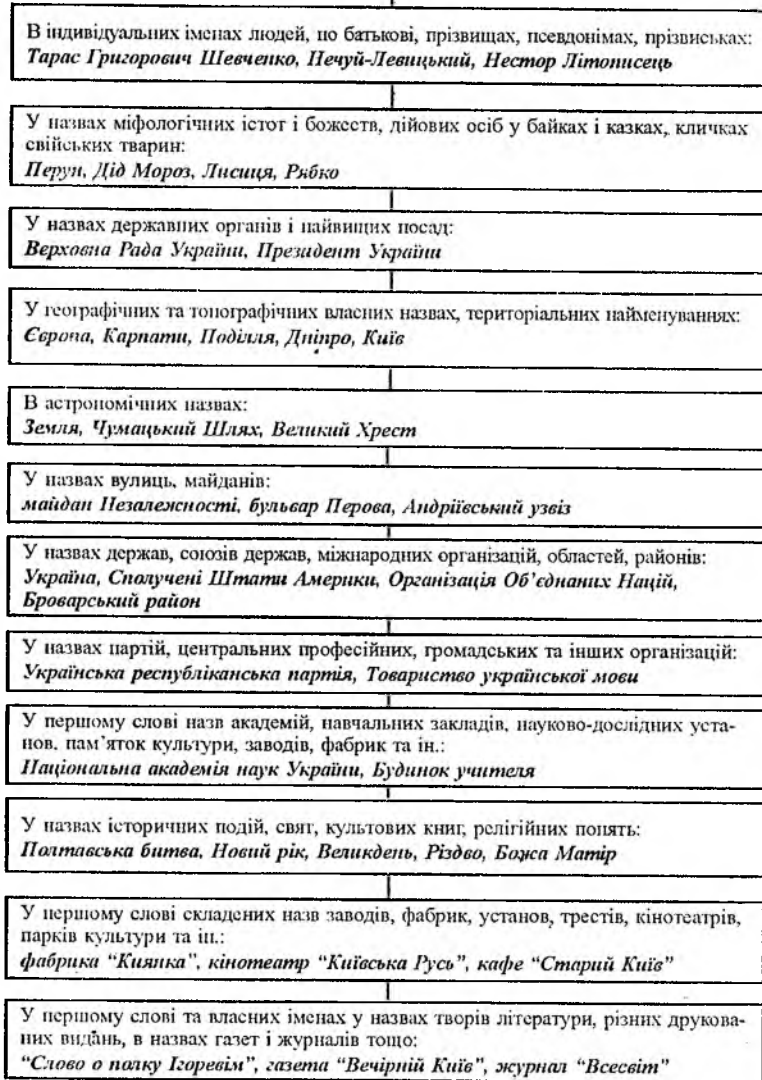 В індивідуальних іменах людей, по батькові, прізвищах, псевдонімах, прізвиськах:
Тарас Григорович Шевченко, Нечуй-Левицький, Нестор Літописець
У назвах міфологічних істот і божеств, дійових осіб у байках і казках, кличках
свійських тварин:
Перун, Дід Мороз, Лисиця, Рябко
У назвах державних органів і найвищих посад:
Верховна Рада України, Президент України
У географічних та топографічних власних назвах, територіальних найменуваннях:
Європа, Карпати, Поділля, Дніпро, Київ
В астрономічних назвах:
Земля, Чумацький Шлях, Великий Хрест
У назвах вулиць, майданів:
майдан Незалежності, бульвар Перова, Андріївський узвіз
У назвах держав, союзів держав, міжнародних організацій, областей, районів:
Україна, Сполучені Штати Америки, Організація Об’єднаних Націй,
Броварський район
У назвах партій, центральних професійних, громадських та інших організацій:
Українська республіканська партія, Товариство української мови
У першому слові назв академій, навчальних закладів, науково-дослідних уста-
нов, пам’яток культури, заводів, фабрик та ін.:
Національна академія наук України, Будинок учителя
У назвах історичних подій, свят, культових книг, релігійних понять:
Полтавська битва, Новий рік, Великдень, Різдво, Божа Матір
У першому слові складених назв заводів, фабрик, установ, трестів, кінотеатрів,
парків культури та ін.:
фабрика “Киянка”, кінотеатр “Київська Русь”, кафе “Старий Київ”
У першому слові та власних іменах у назвах творів літератури, різних друкова-
них видань, в назвах газет і журналів тощо:
“Слово о полку Ігоревім”, газета “Вечірній Київ”, журнал “Всесвіт”